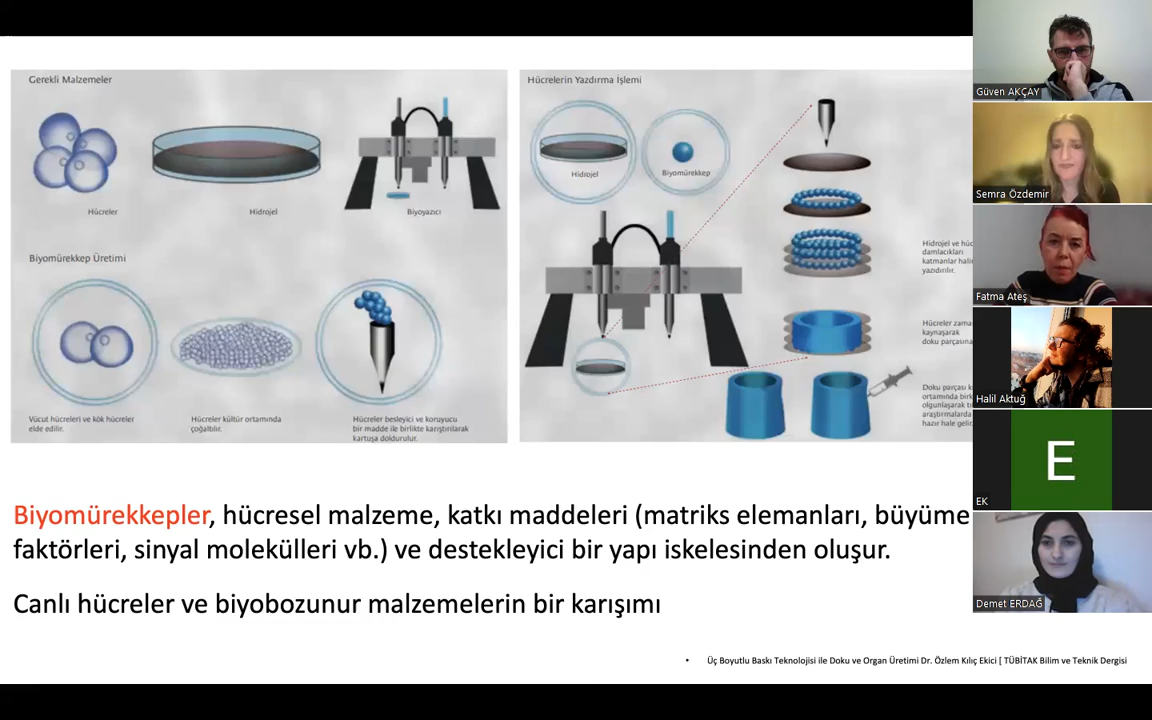 Gerekli Malzemeler
Hücreler
Hidrojel
Biyoyazıcı
Biyomürekkep Üretimi
Vücut hücreleri ve kök hücreler
elde edilir.
Hücreler kültür ortamında
çoğaltılır.
Hücreler besleyici ve koruyucu
bir madde ile birlikte karıştırılarak
kartuşa doldurulur.
Hücrelerin Yazdırma İşlemi
Hidrojel
Biyomürekkep
Hidrojel ve hüc
damlacıkları
katmanlar hali
yazdırılır.
Hücreler zama
kaynaşarak
doku parçasına
Doku parçası k
ortamında birk
olgunlaşarak t
araştırmalarda
hazır hale gelir.
Biyomürekkepler, hücresel malzeme, katkı maddeleri (matriks elemanları, büyüme
faktörleri, sinyal molekülleri vb.) ve destekleyici bir yapı iskelesinden oluşur.
Canlı hücreler ve biyobozunur malzemelerin bir karışımı
• Üç Boyutlu Baskı Teknolojisi ile Doku ve Organ Üretimi Dr. Özlem Kılıç Ekici [ TÜBİTAK Bilim ve Teknik Dergisi
Güven AKÇAY
Semra Özdemir
Fatma Ateş
Halil Aktuğ
E
EK
Demet ERDAĞ